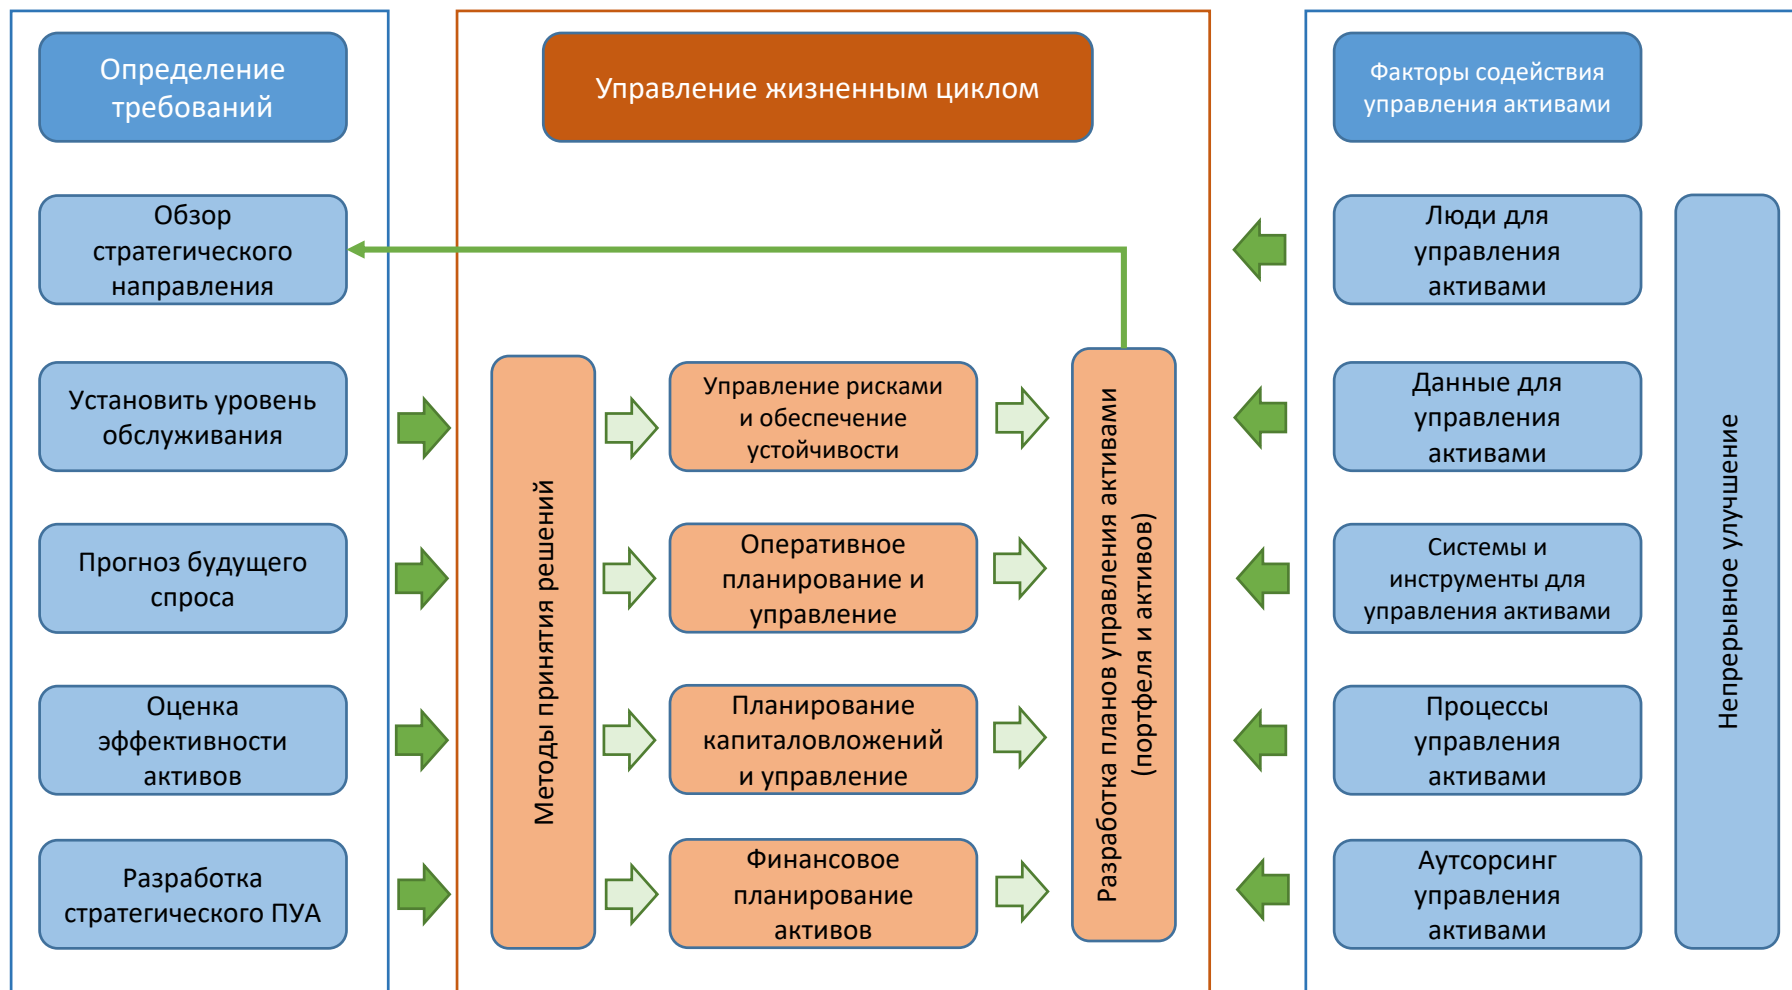 Определение
требований
Обзор
стратегического
направления
Установить уровень
обслуживания
Прогноз будущего
спроса
Оценка
эффективности
активов
Разработка
стратегического ПУА
Управление жизненным циклом
Методы принятия решений
Управление рисками
и обеспечение
устойчивости
Оперативное
планирование и
управление
Планирование
капиталовложений
и управление
Финансовое
планирование
активов
Разработка планов управления активами
(портфеля и активов)
Факторы содействия
управления активами
Люди для
управления
активами
Данные для
управления
активами
Системы и
инструменты для
управления активами
Процессы
управления
активами
Аутсорсинг
управления
активами
Непрерывное улучшение